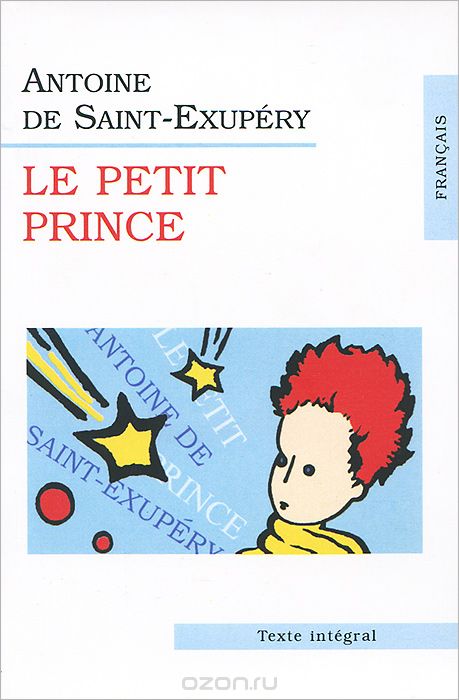 ANTOINE
DE SAINT-EXUPÉRY
LE PETIT
PRINCE
FRANÇAIS
ANTOINE DE
SAINT-EXUPÉRY
LE PETIT
PRINCE
Texte intégral
ozon.ru